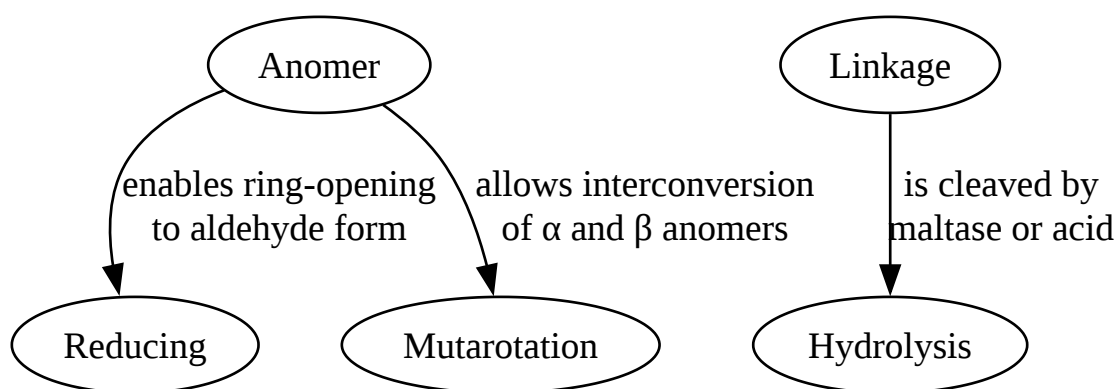 Anomer
Linkage
enables ring-opening
to aldehyde form
allows interconversion
of α and β anomers
is cleaved by
maltase or acid
Reducing
Mutarotation
Hydrolysis